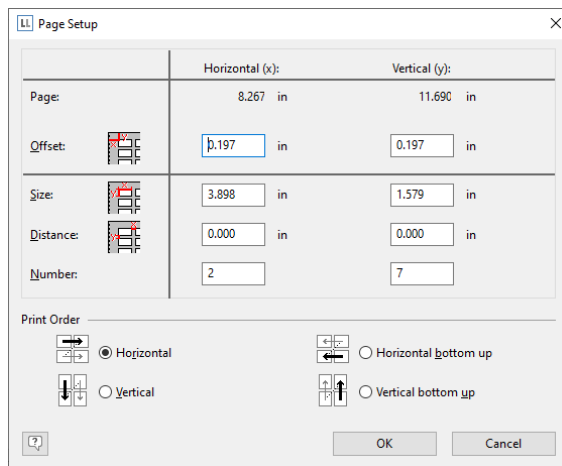 LL Page Setup
Horizontal (x): Vertical (y):
Page: 8.267 in 11.690 in
Offset: 0.197 in 0.197 in
Size: 3.898 in 1.579 in
Distance: 0.000 in 0.000 in
Number: 2 7
Print Order
Horizontal Horizontal bottom up
Vertical Vertical bottom up
? OK Cancel